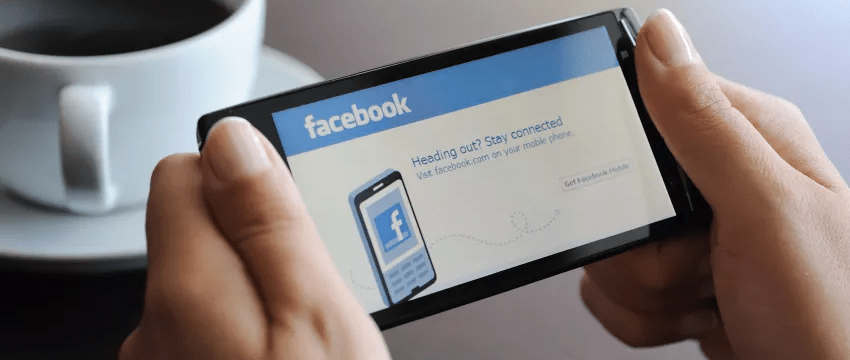 facebook
Heading out? Stay connected
Visit facebook.com on your mobile phone.
Get Facebook Mobile
f